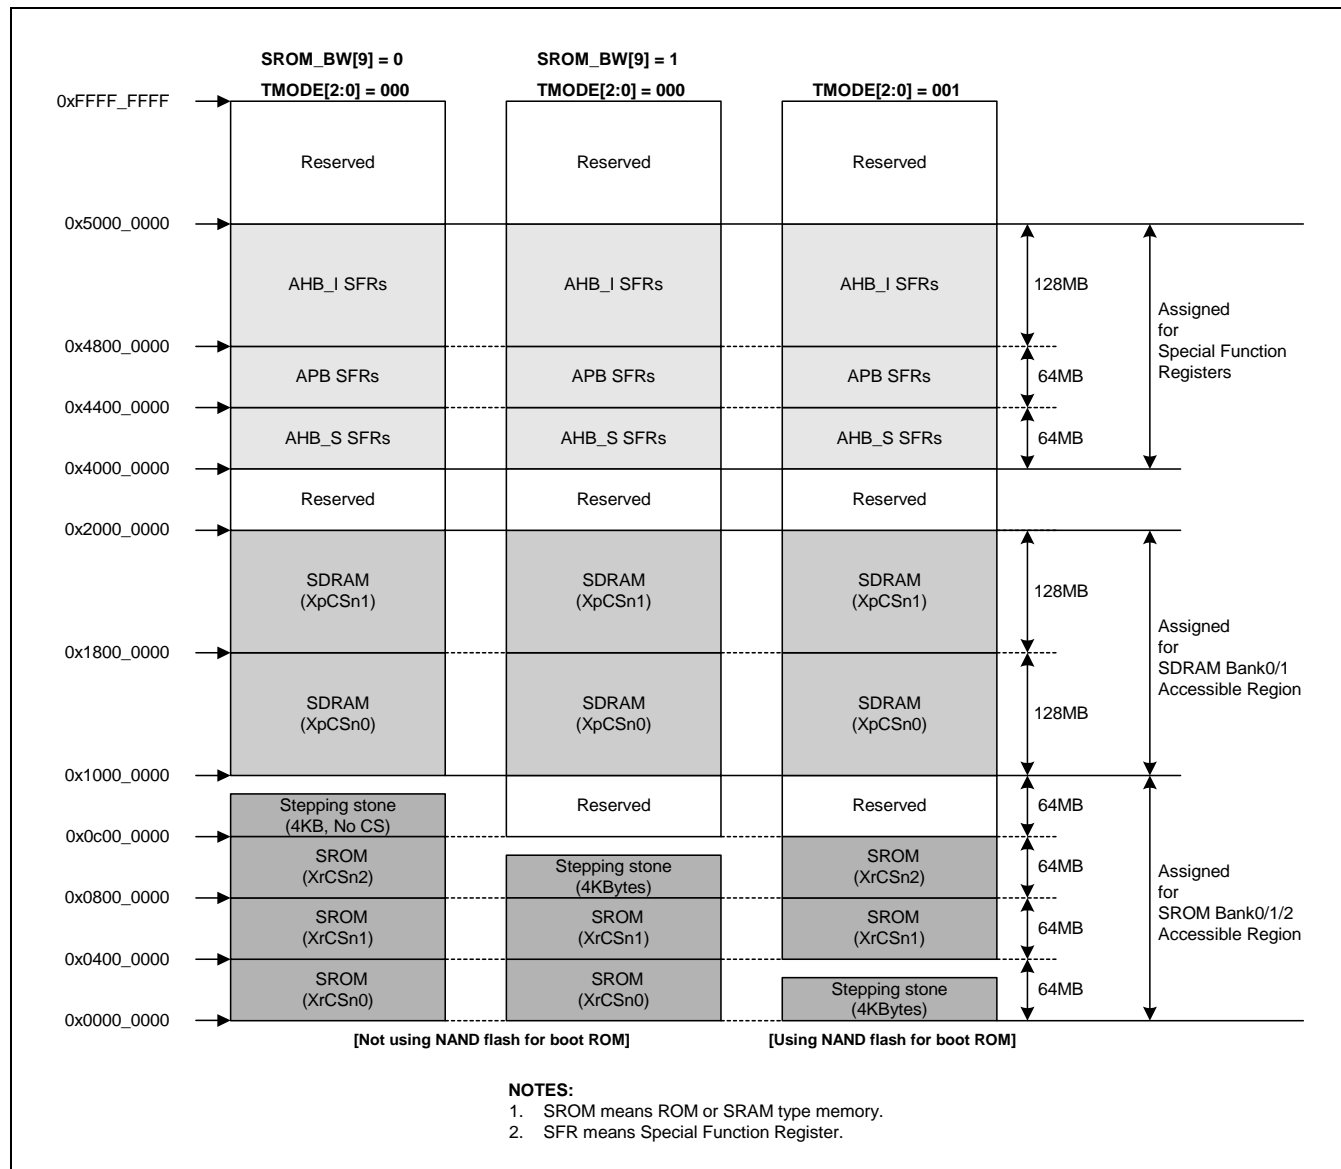 SROM_BW[9] = 0
SROM_BW[9] = 1
0xFFFF_FFFF
TMODE[2:0] = 000
TMODE[2:0] = 000
TMODE[2:0] = 001
Reserved
Reserved
Reserved
0x5000_0000
AHB_I SFRs
AHB_I SFRs
AHB_I SFRs
128MB
Assigned
for
Special Function
Registers
0x4800_0000
APB SFRs
APB SFRs
APB SFRs
64MB
0x4400_0000
AHB_S SFRs
AHB_S SFRs
AHB_S SFRs
64MB
0x4000_0000
Reserved
Reserved
Reserved
0x2000_0000
SDRAM
(XpCSn1)
SDRAM
(XpCSn1)
SDRAM
(XpCSn1)
128MB
Assigned
for
SDRAM Bank0/1
Accessible Region
0x1800_0000
SDRAM
(XpCSn0)
SDRAM
(XpCSn0)
SDRAM
(XpCSn0)
128MB
0x1000_0000
Stepping stone
(4KB, No CS)
Reserved
Reserved
64MB
0x0c00_0000
SROM
(XrCSn2)
Stepping stone
(4KBytes)
SROM
(XrCSn2)
64MB
Assigned
for
SROM Bank0/1/2
Accessible Region
0x0800_0000
SROM
(XrCSn1)
SROM
(XrCSn1)
SROM
(XrCSn1)
64MB
0x0400_0000
SROM
(XrCSn0)
SROM
(XrCSn0)
Stepping stone
(4KBytes)
64MB
0x0000_0000
[Not using NAND flash for boot ROM]
[Using NAND flash for boot ROM]
NOTES:
1. SROM means ROM or SRAM type memory.
2. SFR means Special Function Register.